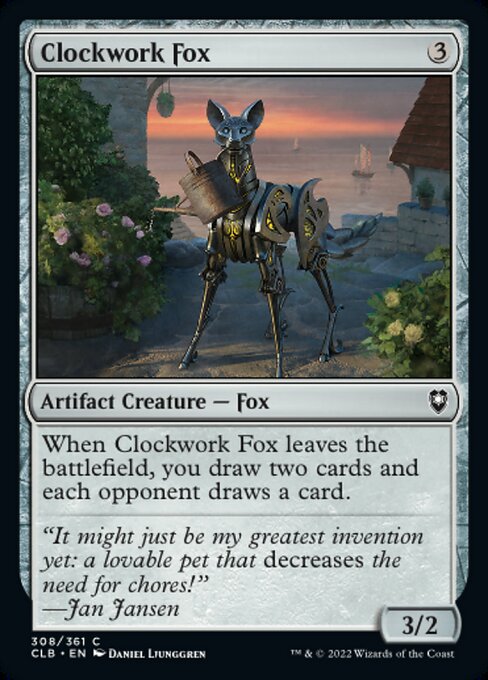 Clockwork Fox 3
Artifact Creature — Fox
When Clockwork Fox leaves the
battlefield, you draw two cards and
each opponent draws a card.
“It might just be my greatest invention
yet: a lovable pet that decreases the
need for chores!”
—Jan Jansen
3/2
308/361 C
CLB • EN Daniel Ljunggren
™ & © 2022 Wizards of the Coast